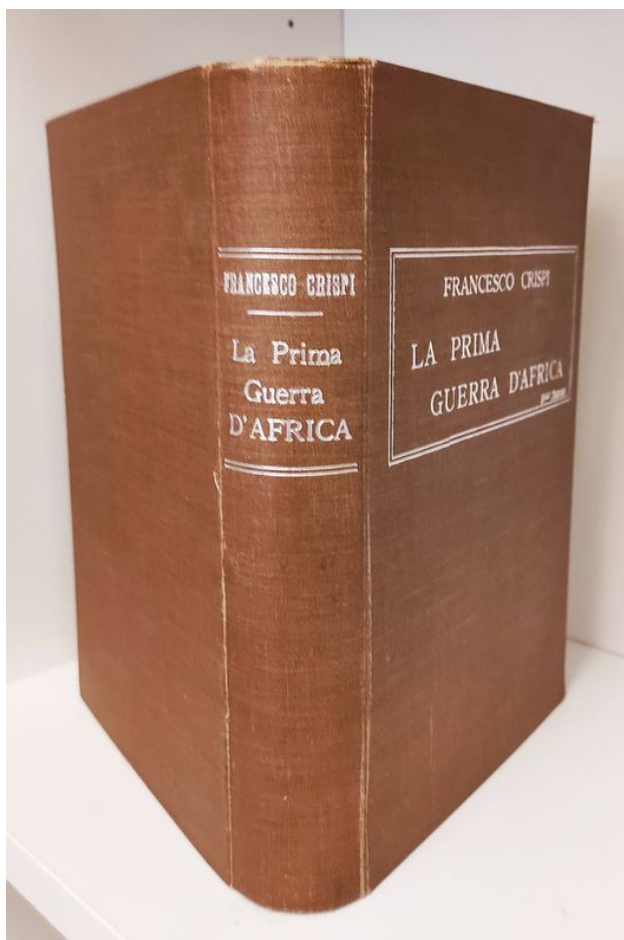 FRANCESCO CRISPI
La Prima
Guerra
D'AFRICA
FRANCESCO CRISPI
LA PRIMA
GUERRA D'AFRICA